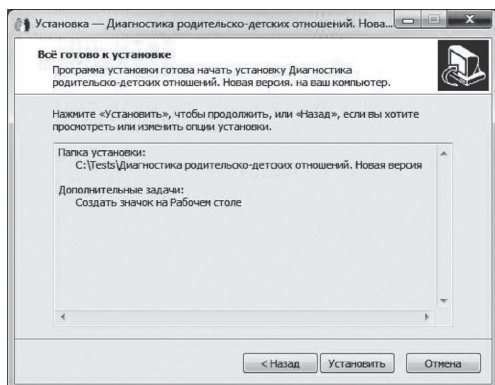 Установка — Диагностика родительско-детских отношений. Нова...
Всё готово к установке
Программа установки готова начать установку Диагностика
родительско-детских отношений. Новая версия. на ваш компьютер.
Нажмите «Установить», чтобы продолжить, или «Назад», если вы хотите
просмотреть или изменить опции установки.
Папка установки:
C:\Tests\Диагностика родительско-детских отношений. Новая версия
Дополнительные задачи:
Создать значок на Рабочем столе
< Назад Установить Отмена